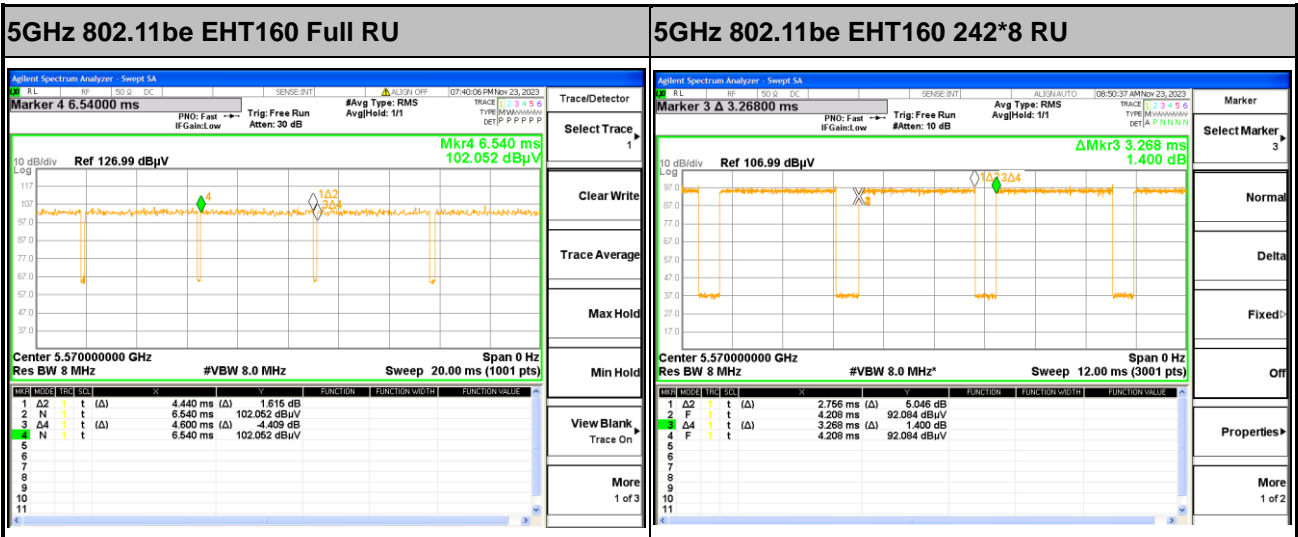 5GHz 802.11be EHT160 Full RU
Agilent Spectrum Analyzer - Swept SA
RL RF 50 Ω DC SENSE:INT ALIGN OFF 07:40:06 PM Nov 23, 2023
Marker 4 6.54000 ms
PNO: Fast
IFGain:Low
Trig: Free Run
Atten: 30 dB
#Avg Type: RMS
Avg|Hold: 1/1
TRACE 1 2 3 4 5 6
TYPE MWWWWW
DET P P P P P P
Mkr4 6.540 ms
102.052 dBµV
10 dB/div Ref 126.99 dBµV
Log
117
107
97.0
87.0
77.0
67.0
57.0
47.0
37.0
4
1Δ2
3Δ4
Center 5.570000000 GHz Span 0 Hz
Res BW 8 MHz #VBW 8.0 MHz Sweep 20.00 ms (1001 pts)
MKR MODE TRC SCL X Y FUNCTION FUNCTION WIDTH FUNCTION VALUE
1 Δ2 1 t (Δ) 4.440 ms (Δ) 1.615 dB
2 N 1 t 6.540 ms 102.052 dBµV
3 Δ4 1 t (Δ) 4.600 ms (Δ) -4.409 dB
4 N 1 t 6.540 ms 102.052 dBµV
5
6
7
8
9
10
11
Trace/Detector
Select Trace
1
Clear Write
Trace Average
Max Hold
Min Hold
View Blank
Trace On
More
1 of 3
5GHz 802.11be EHT160 242*8 RU
Agilent Spectrum Analyzer - Swept SA
RL RF 50 Ω DC SENSE:INT ALIGN AUTO 08:50:37 AM Nov 23, 2023
Marker 3 Δ 3.26800 ms
PNO: Fast
IFGain:Low
Trig: Free Run
#Atten: 10 dB
Avg Type: RMS
Avg|Hold: 1/1
TRACE 1 2 3 4 5 6
TYPE MWWWWW
DET A P N N N N
ΔMkr3 3.268 ms
1.400 dB
10 dB/div Ref 106.99 dBµV
Log
97.0
87.0
77.0
67.0
57.0
47.0
37.0
27.0
17.0
1Δ2
3Δ4
Center 5.570000000 GHz Span 0 Hz
Res BW 8 MHz #VBW 8.0 MHz* Sweep 12.00 ms (3001 pts)
MKR MODE TRC SCL X Y FUNCTION FUNCTION WIDTH FUNCTION VALUE
1 Δ2 1 t (Δ) 2.756 ms (Δ) 5.046 dB
2 F 1 t 4.208 ms 92.084 dBµV
3 Δ4 1 t (Δ) 3.268 ms (Δ) 1.400 dB
4 F 1 t 4.208 ms 92.084 dBµV
5
6
7
8
9
10
11
Marker
Select Marker
3
Normal
Delta
Fixed
Off
Properties
More
1 of 2